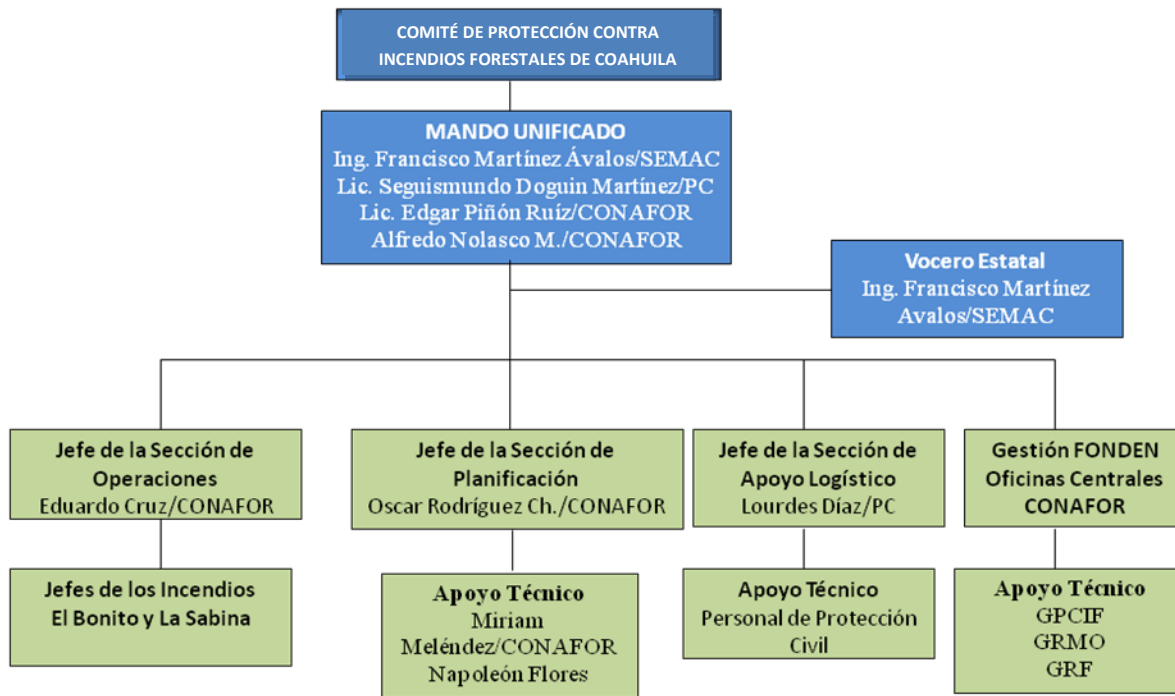 COMITÉ DE PROTECCIÓN CONTRA
INCENDIOS FORESTALES DE COAHUILA
MANDO UNIFICADO
Ing. Francisco Martínez Ávalos/SEMAC
Lic. Seguismundo Doguin Martínez/PC
Lic. Edgar Piñón Ruíz/CONAFOR
Alfredo Nolasco M./CONAFOR
Vocero Estatal
Ing. Francisco Martínez
Avalos/SEMAC
Jefe de la Sección de
Operaciones
Eduardo Cruz/CONAFOR
Jefe de la Sección de
Planificación
Oscar Rodríguez Ch./CONAFOR
Jefe de la Sección de
Apoyo Logístico
Lourdes Díaz/PC
Gestión FONDEN
Oficinas Centrales
CONAFOR
Jefes de los Incendios
El Bonito y La Sabina
Apoyo Técnico
Miriam
Meléndez/CONAFOR
Napoleón Flores
Apoyo Técnico
Personal de Protección
Civil
Apoyo Técnico
GPCIF
GRMO
GRF